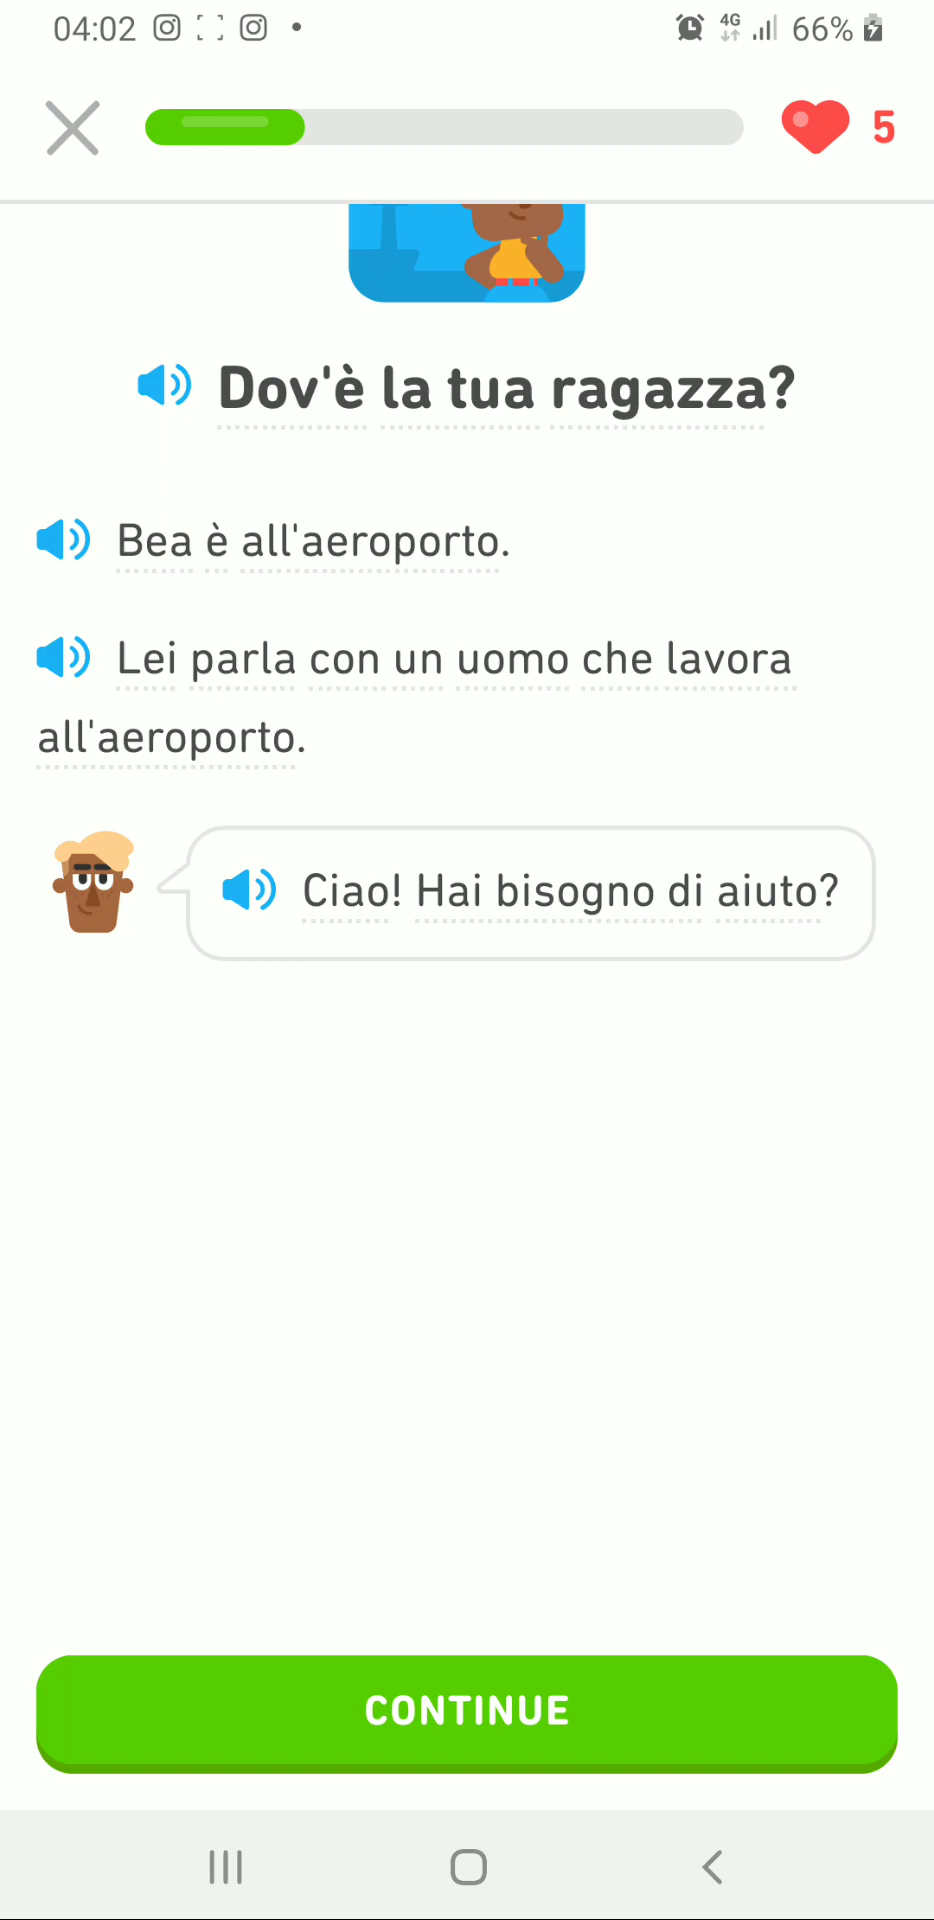 04:02 4G 66%
5
Dov'è la tua ragazza?
Bea è all'aeroporto.
Lei parla con un uomo che lavora
all'aeroporto.
Ciao! Hai bisogno di aiuto?
CONTINUE